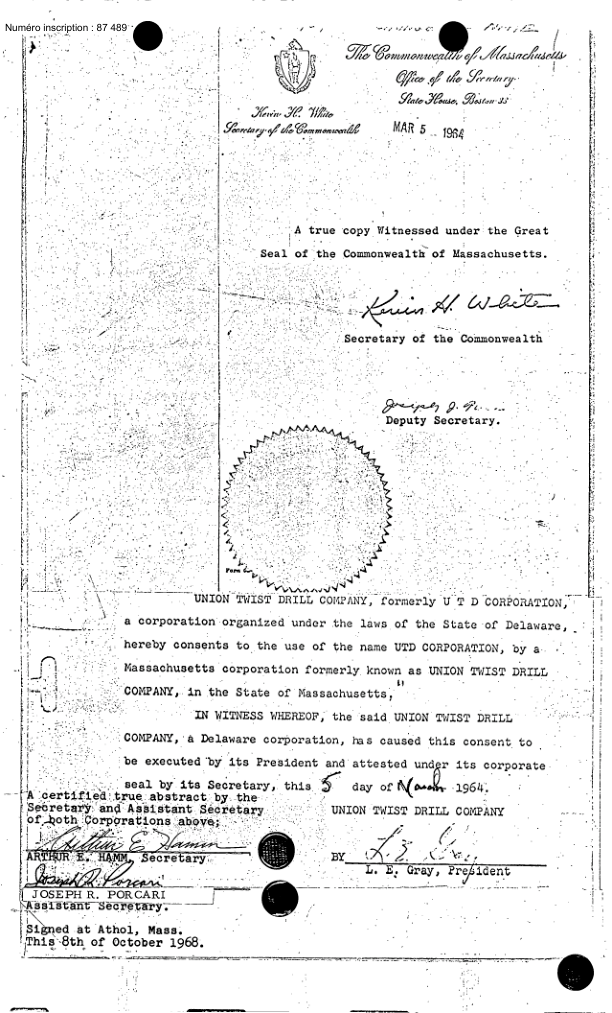 Numéro inscription : 87 489
The Commonwealth of Massachusetts
Office of the Secretary
State House, Boston 33
Kevin H. White
Secretary of the Commonwealth
MAR 5 1964
A true copy Witnessed under the Great
Seal of the Commonwealth of Massachusetts.
Kevin H. White
Secretary of the Commonwealth
Joseph J.
Deputy Secretary.
Form
UNION TWIST DRILL COMPANY, formerly U T D CORPORATION,
a corporation organized under the laws of the State of Delaware,
hereby consents to the use of the name UTD CORPORATION, by a
Massachusetts corporation formerly known as UNION TWIST DRILL
COMPANY, in the State of Massachusetts,"
IN WITNESS WHEREOF, the said UNION TWIST DRILL
COMPANY, a Delaware corporation, has caused this consent to
be executed by its President and attested under its corporate
seal by its Secretary, this 5 day of March 1964.
A certified true abstract by the
Secretary and Assistant Secretary
of both Corporations above;
UNION TWIST DRILL COMPANY
Arthur E. Hamm
ARTHUR E. HAMM, Secretary
BY L. E. Gray
L. E. Gray, President
Joseph R. Porcari
JOSEPH R. PORCARI
Assistant Secretary.
Signed at Athol, Mass.
This 8th of October 1968.